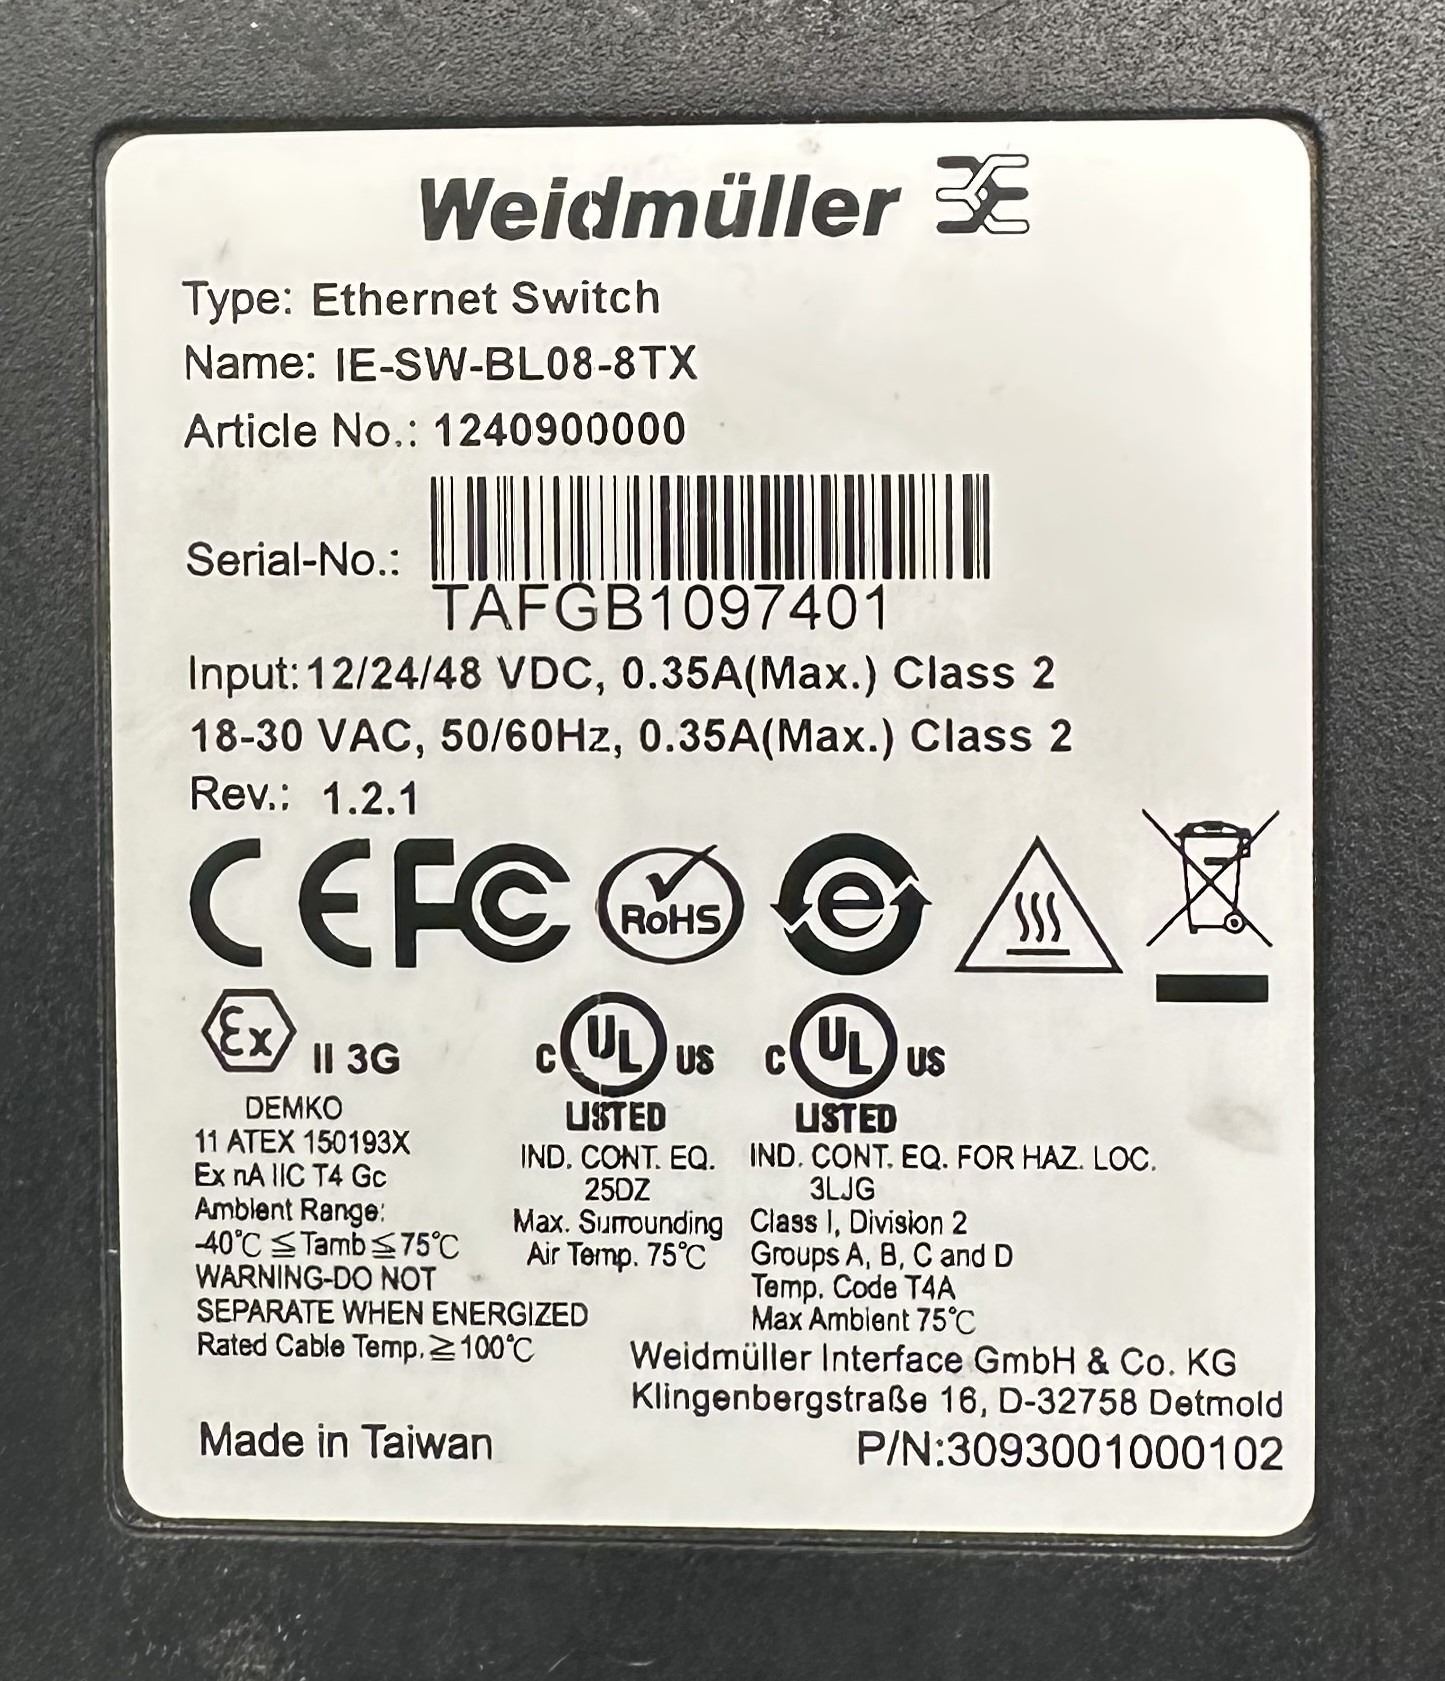 Weidmüller
Type: Ethernet Switch
Name: IE-SW-BL08-8TX
Article No.: 1240900000
Serial-No.:
TAFGB1097401
Input: 12/24/48 VDC, 0.35A(Max.) Class 2
18-30 VAC, 50/60Hz, 0.35A(Max.) Class 2
Rev.: 1.2.1
CE FC RoHS e
Ex II 3G
DEMKO
11 ATEX 150193X
Ex nA IIC T4 Gc
Ambient Range:
-40°C ≦ Tamb ≦ 75°C
WARNING-DO NOT
SEPARATE WHEN ENERGIZED
Rated Cable Temp. ≧ 100°C
C UL US
LISTED
IND. CONT. EQ.
25DZ
Max. Surrounding
Air Temp. 75°C
C UL US
LISTED
IND. CONT. EQ. FOR HAZ. LOC.
3LJG
Class I, Division 2
Groups A, B, C and D
Temp. Code T4A
Max Ambient 75°C
Weidmüller Interface GmbH & Co. KG
Klingenbergstraße 16, D-32758 Detmold
Made in Taiwan
P/N:3093001000102